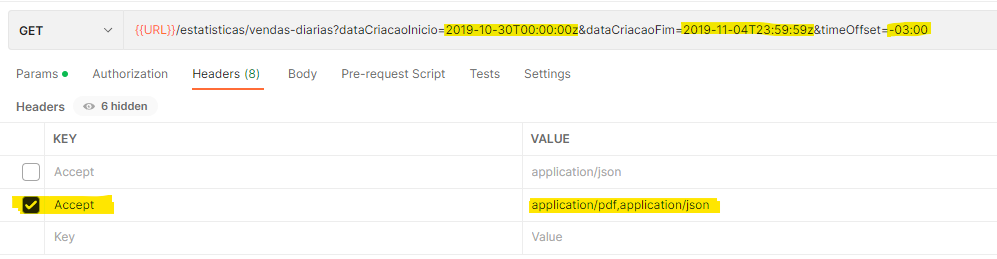 GET {{URL}}/estatisticas/vendas-diarias?dataCriacaoInicio=2019-10-30T00:00:00z&dataCriacaoFim=2019-11-04T23:59:59z&timeOffset=-03:00
Params Authorization Headers (8) Body Pre-request Script Tests Settings
Headers 6 hidden
KEY VALUE
Accept application/json
Accept application/pdf,application/json
Key Value